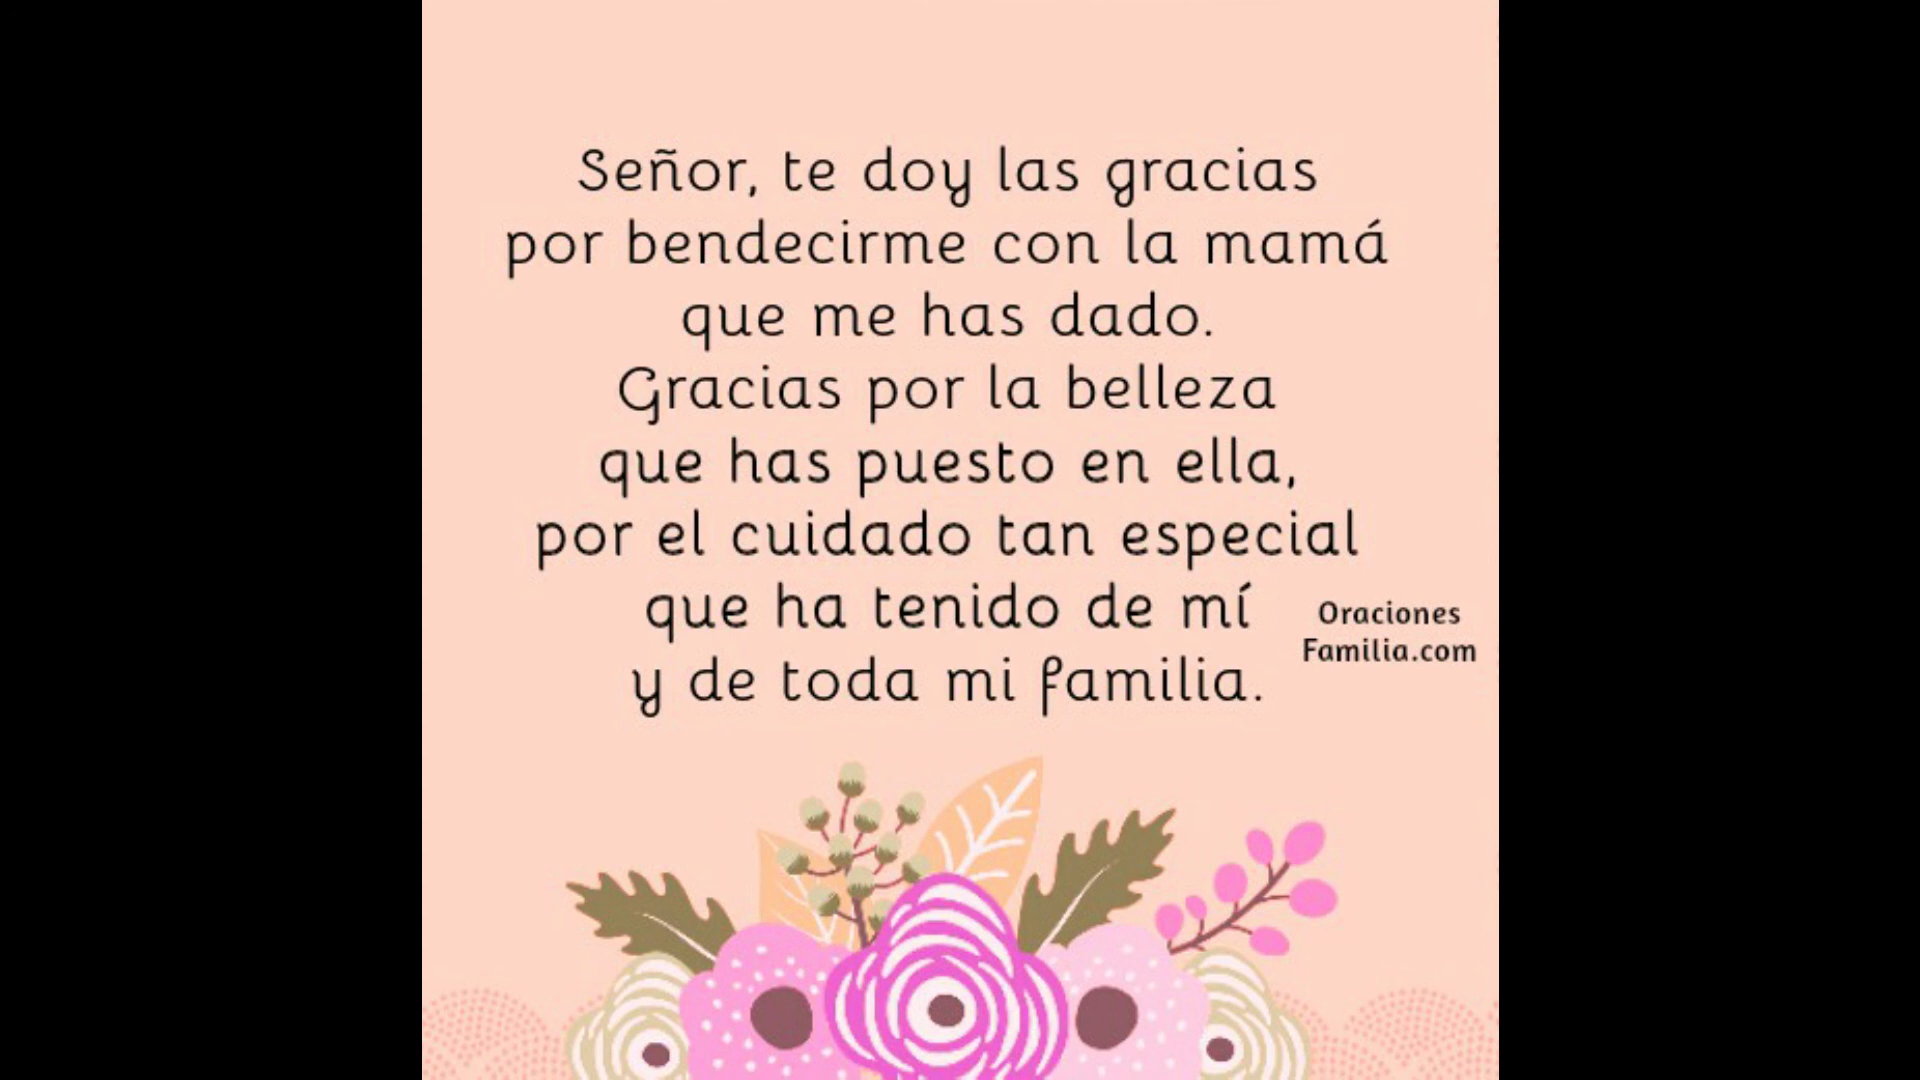 Señor, te doy las gracias
por bendecirme con la mamá
que me has dado.
Gracias por la belleza
que has puesto en ella,
por el cuidado tan especial
que ha tenido de mí
y de toda mi familia.
Oraciones
Familia.com